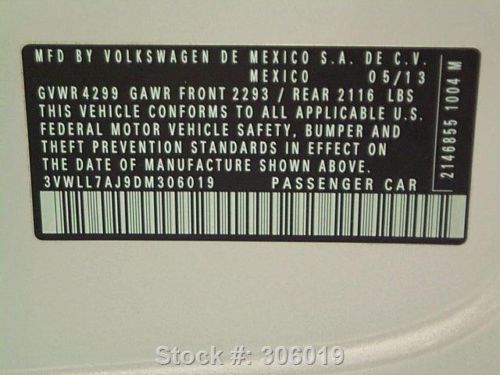 MFD BY VOLKSWAGEN DE MEXICO S.A. DE C.V.
MEXICO 05/13
GVWR 4299 GAWR FRONT 2293 / REAR 2116 LBS
THIS VEHICLE CONFORMS TO ALL APPLICABLE U.S.
FEDERAL MOTOR VEHICLE SAFETY, BUMPER AND
THEFT PREVENTION STANDARDS IN EFFECT ON
THE DATE OF MANUFACTURE SHOWN ABOVE.
3VWLL7AJ9DM306019 PASSENGER CAR
2146855 1004 M
Stock #: 306019